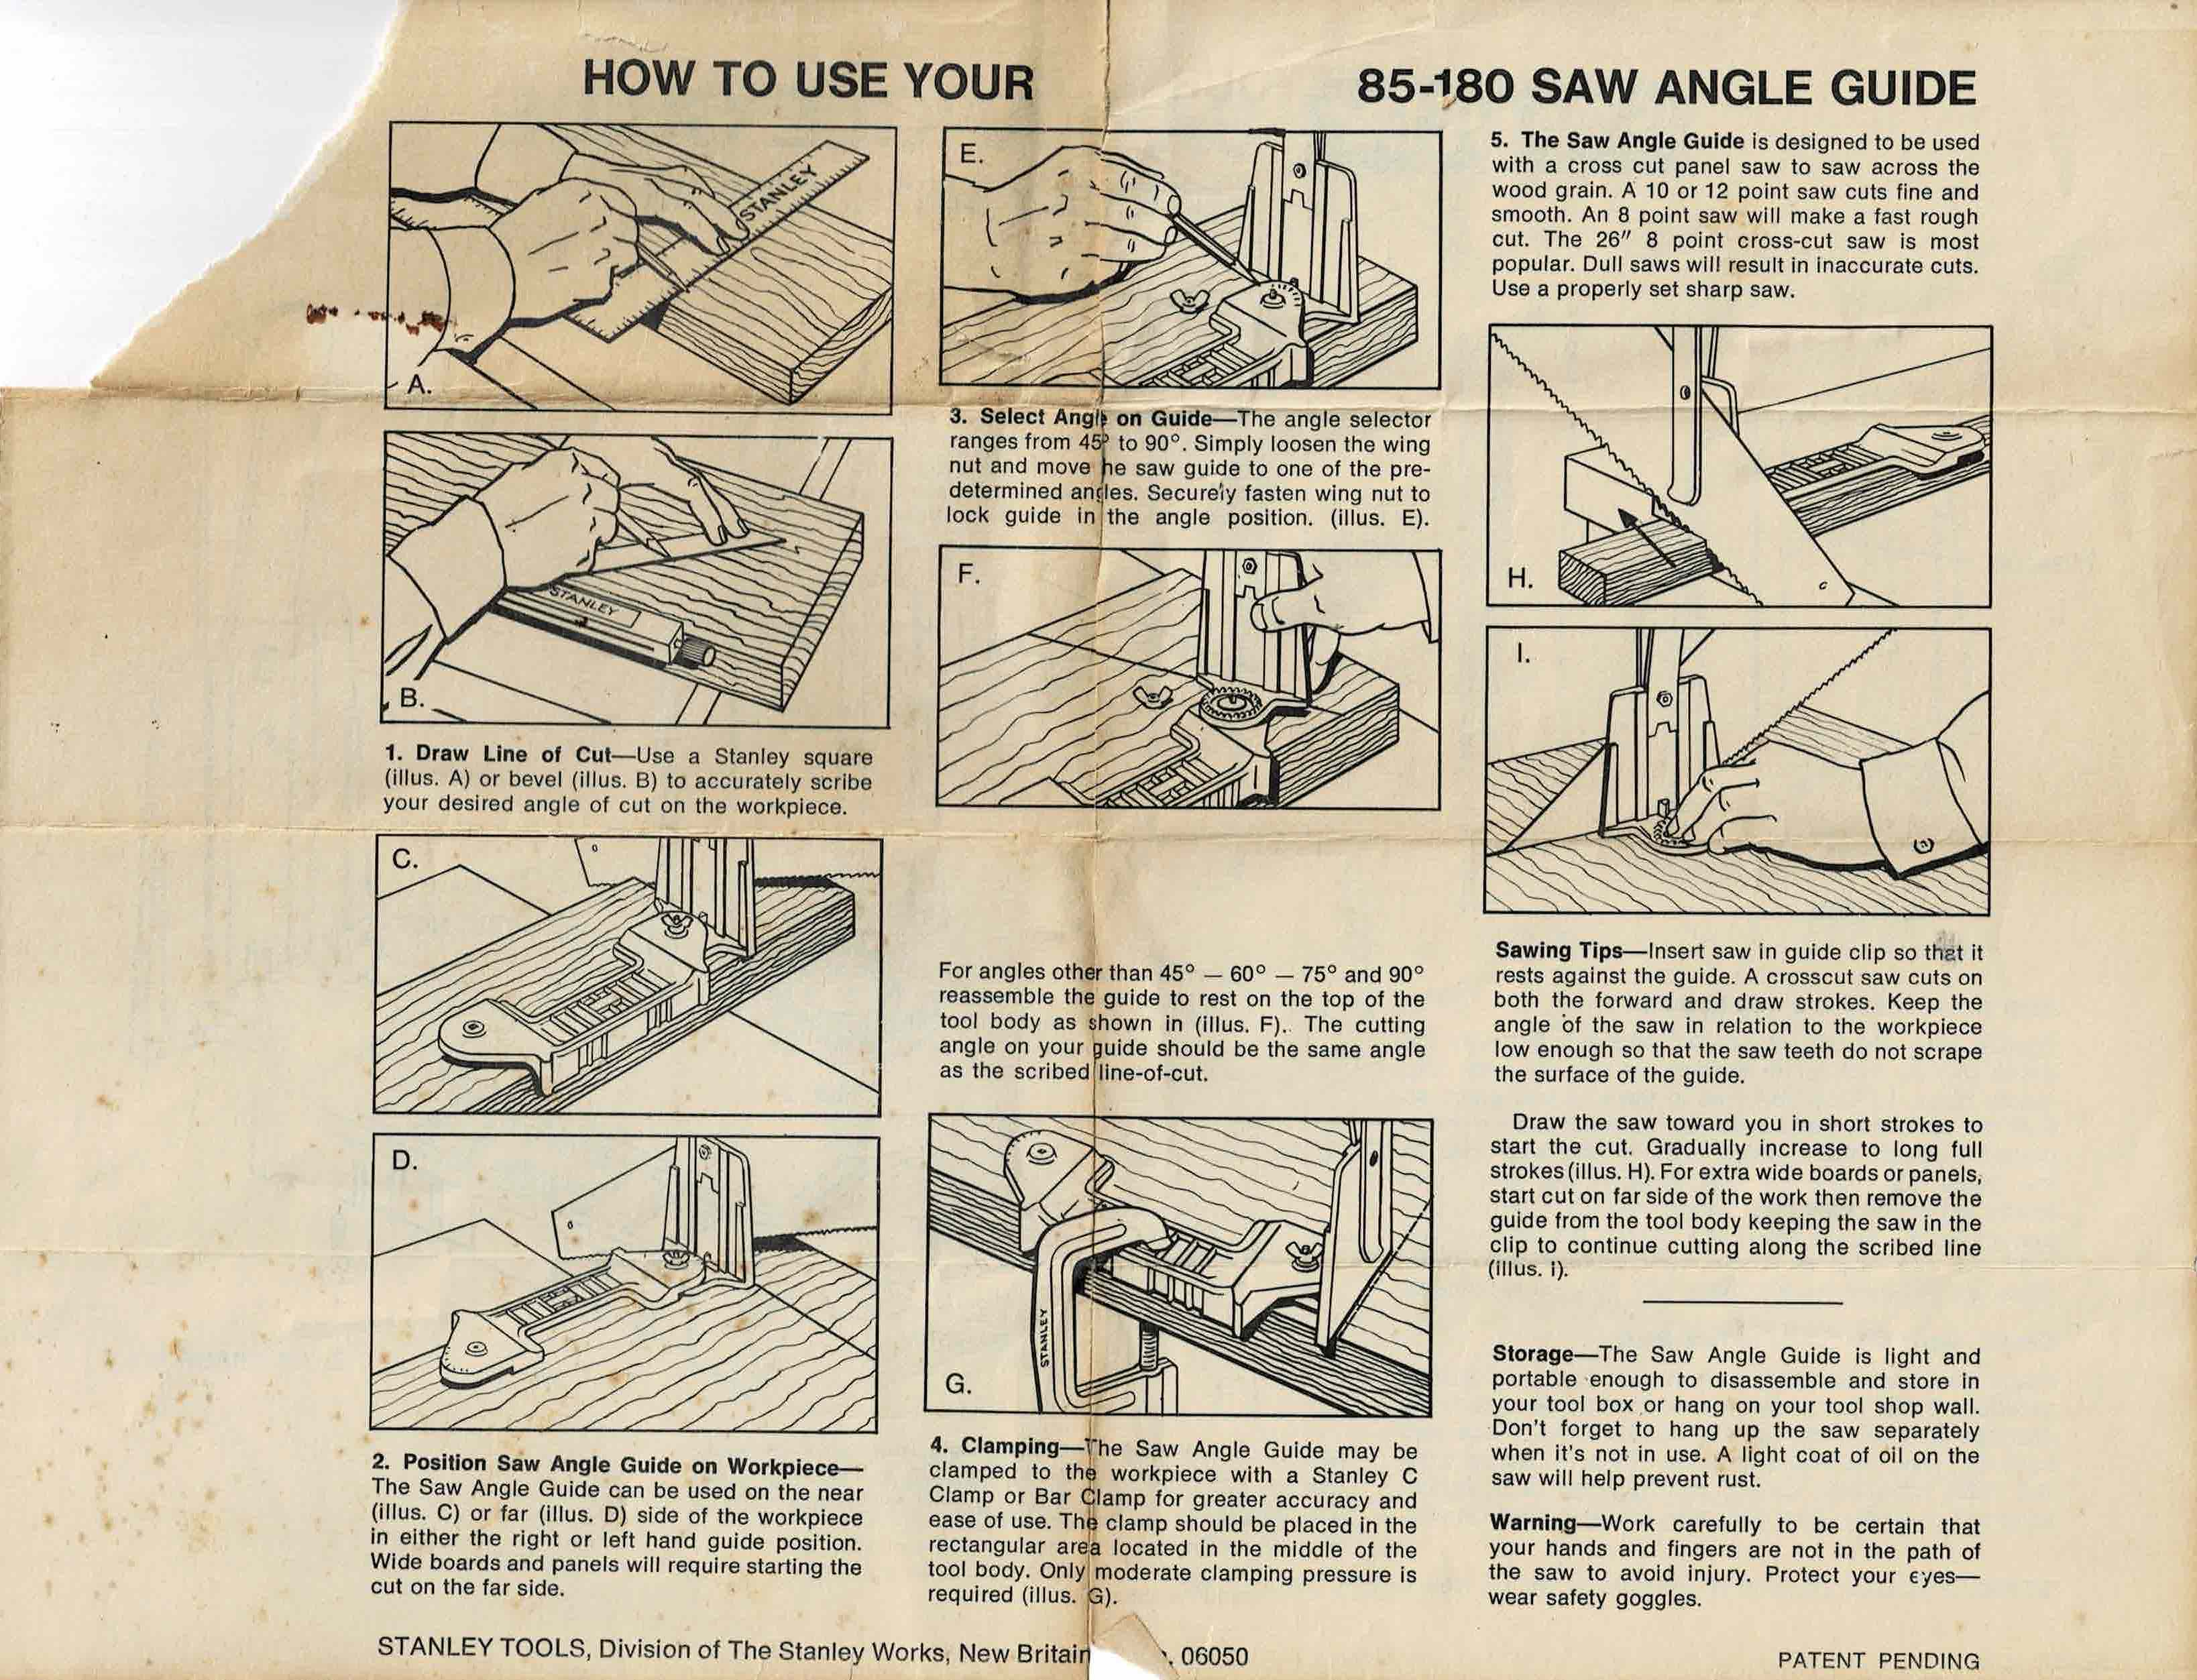 HOW TO USE YOUR 85-180 SAW ANGLE GUIDE
STANLEY
A.
STANLEY
B.
1. Draw Line of Cut—Use a Stanley square
(illus. A) or bevel (illus. B) to accurately scribe
your desired angle of cut on the workpiece.
C.
D.
2. Position Saw Angle Guide on Workpiece—
The Saw Angle Guide can be used on the near
(illus. C) or far (illus. D) side of the workpiece
in either the right or left hand guide position.
Wide boards and panels will require starting the
cut on the far side.
E.
3. Select Angle on Guide—The angle selector
ranges from 45° to 90°. Simply loosen the wing
nut and move he saw guide to one of the pre-
determined angles. Securely fasten wing nut to
lock guide in the angle position. (illus. E).
F.
For angles other than 45° — 60° — 75° and 90°
reassemble the guide to rest on the top of the
tool body as shown in (illus. F).. The cutting
angle on your guide should be the same angle
as the scribed line-of-cut.
STANLEY
G.
4. Clamping—The Saw Angle Guide may be
clamped to the workpiece with a Stanley C
Clamp or Bar Clamp for greater accuracy and
ease of use. The clamp should be placed in the
rectangular area located in the middle of the
tool body. Only moderate clamping pressure is
required (illus. G).
5. The Saw Angle Guide is designed to be used
with a cross cut panel saw to saw across the
wood grain. A 10 or 12 point saw cuts fine and
smooth. An 8 point saw will make a fast rough
cut. The 26" 8 point cross-cut saw is most
popular. Dull saws will result in inaccurate cuts.
Use a properly set sharp saw.
H.
I.
Sawing Tips—Insert saw in guide clip so that it
rests against the guide. A crosscut saw cuts on
both the forward and draw strokes. Keep the
angle of the saw in relation to the workpiece
low enough so that the saw teeth do not scrape
the surface of the guide.
Draw the saw toward you in short strokes to
start the cut. Gradually increase to long full
strokes (illus. H). For extra wide boards or panels,
start cut on far side of the work then remove the
guide from the tool body keeping the saw in the
clip to continue cutting along the scribed line
(illus. I).
Storage—The Saw Angle Guide is light and
portable enough to disassemble and store in
your tool box or hang on your tool shop wall.
Don't forget to hang up the saw separately
when it's not in use. A light coat of oil on the
saw will help prevent rust.
Warning—Work carefully to be certain that
your hands and fingers are not in the path of
the saw to avoid injury. Protect your eyes—
wear safety goggles.
STANLEY TOOLS, Division of The Stanley Works, New Britain 06050
PATENT PENDING